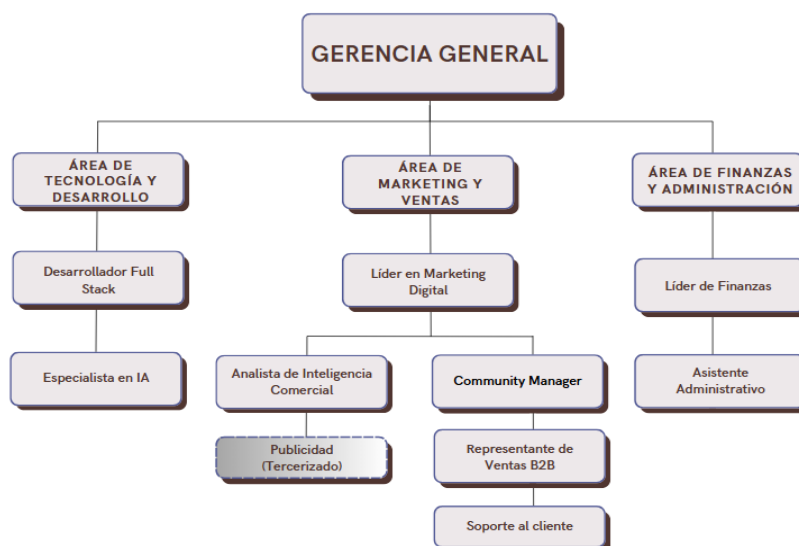 GERENCIA GENERAL
ÁREA DE
TECNOLOGÍA Y
DESARROLLO
ÁREA DE
MARKETING Y
VENTAS
ÁREA DE FINANZAS
Y ADMINISTRACIÓN
Desarrollador Full
Stack
Líder en Marketing
Digital
Líder de Finanzas
Especialista en IA
Analista de Inteligencia
Comercial
Community Manager
Asistente
Administrativo
Publicidad
(Tercerizado)
Representante de
Ventas B2B
Soporte al cliente